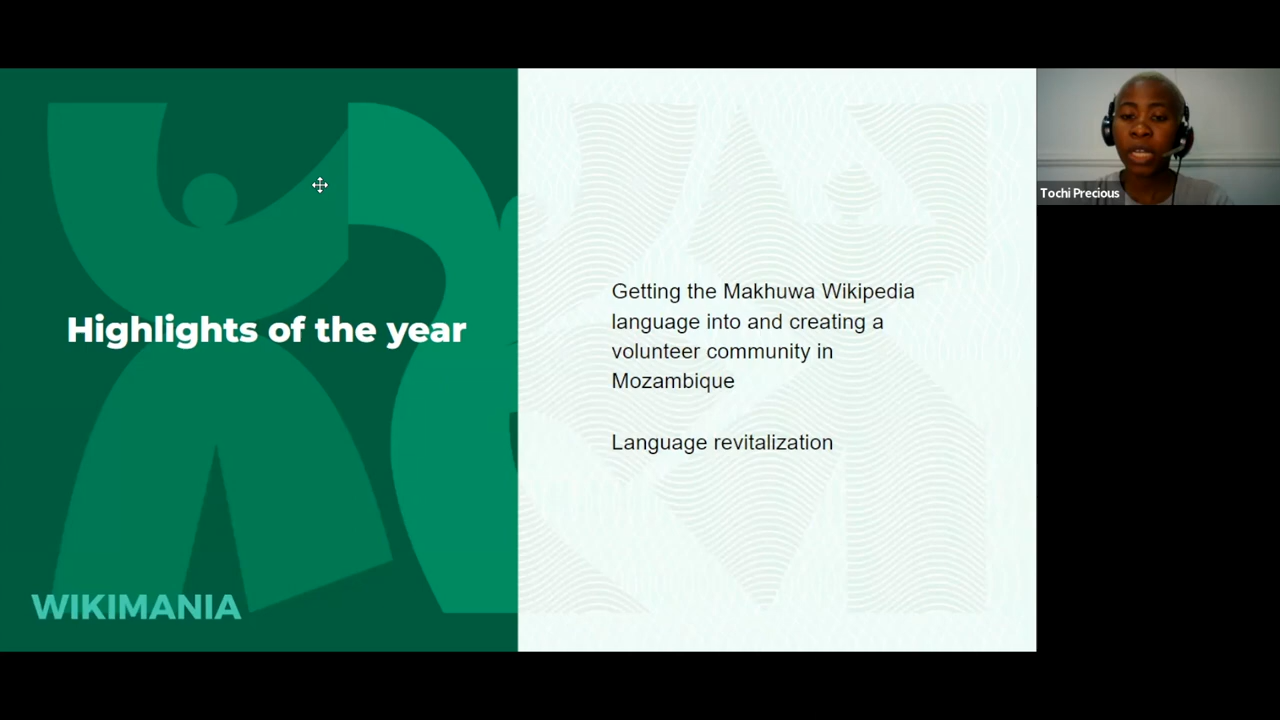 Highlights of the year
WIKIMANIA
Getting the Makhuwa Wikipedia
language into and creating a
volunteer community in
Mozambique
Language revitalization
Tochi Precious